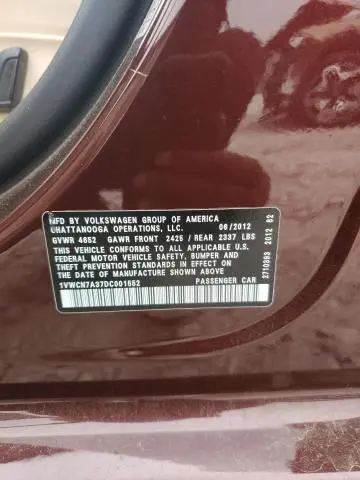 MFD BY VOLKSWAGEN GROUP OF AMERICA
CHATTANOOGA OPERATIONS, LLC. 06/2012
GVWR 4652 GAWR FRONT 2425 / REAR 2337 LBS
THIS VEHICLE CONFORMS TO ALL APPLICABLE U.S.
FEDERAL MOTOR VEHICLE SAFETY, BUMPER AND
THEFT PREVENTION STANDARDS IN EFFECT ON THE
DATE OF MANUFACTURE SHOWN ABOVE
1VWCN7A37DC001552 PASSENGER CAR
2710393 2012 62